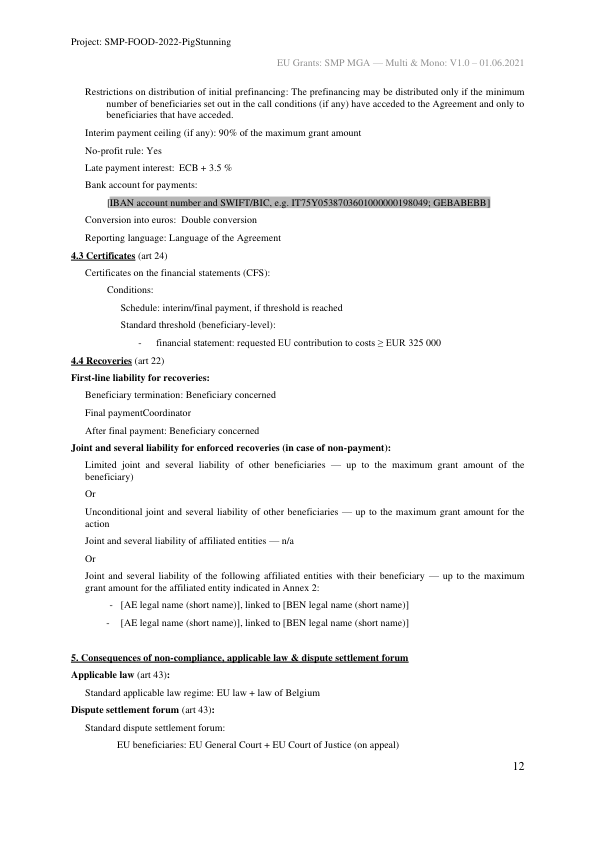 Project: SMP-FOOD-2022-PigStunning
EU Grants: SMP MGA — Multi & Mono: V1.0 – 01.06.2021
Restrictions on distribution of initial prefinancing: The prefinancing may be distributed only if the minimum
number of beneficiaries set out in the call conditions (if any) have acceded to the Agreement and only to
beneficiaries that have acceded.
Interim payment ceiling (if any): 90% of the maximum grant amount
No-profit rule: Yes
Late payment interest: ECB + 3.5 %
Bank account for payments:
[IBAN account number and SWIFT/BIC, e.g. IT75Y0538703601000000198049; GEBABEBB]
Conversion into euros: Double conversion
Reporting language: Language of the Agreement
4.3 Certificates (art 24)
Certificates on the financial statements (CFS):
Conditions:
Schedule: interim/final payment, if threshold is reached
Standard threshold (beneficiary-level):
- financial statement: requested EU contribution to costs ≥ EUR 325 000
4.4 Recoveries (art 22)
First-line liability for recoveries:
Beneficiary termination: Beneficiary concerned
Final paymentCoordinator
After final payment: Beneficiary concerned
Joint and several liability for enforced recoveries (in case of non-payment):
Limited joint and several liability of other beneficiaries — up to the maximum grant amount of the
beneficiary)
Or
Unconditional joint and several liability of other beneficiaries — up to the maximum grant amount for the
action
Joint and several liability of affiliated entities — n/a
Or
Joint and several liability of the following affiliated entities with their beneficiary — up to the maximum
grant amount for the affiliated entity indicated in Annex 2:
- [AE legal name (short name)], linked to [BEN legal name (short name)]
- [AE legal name (short name)], linked to [BEN legal name (short name)]
5. Consequences of non-compliance, applicable law & dispute settlement forum
Applicable law (art 43):
Standard applicable law regime: EU law + law of Belgium
Dispute settlement forum (art 43):
Standard dispute settlement forum:
EU beneficiaries: EU General Court + EU Court of Justice (on appeal)
12